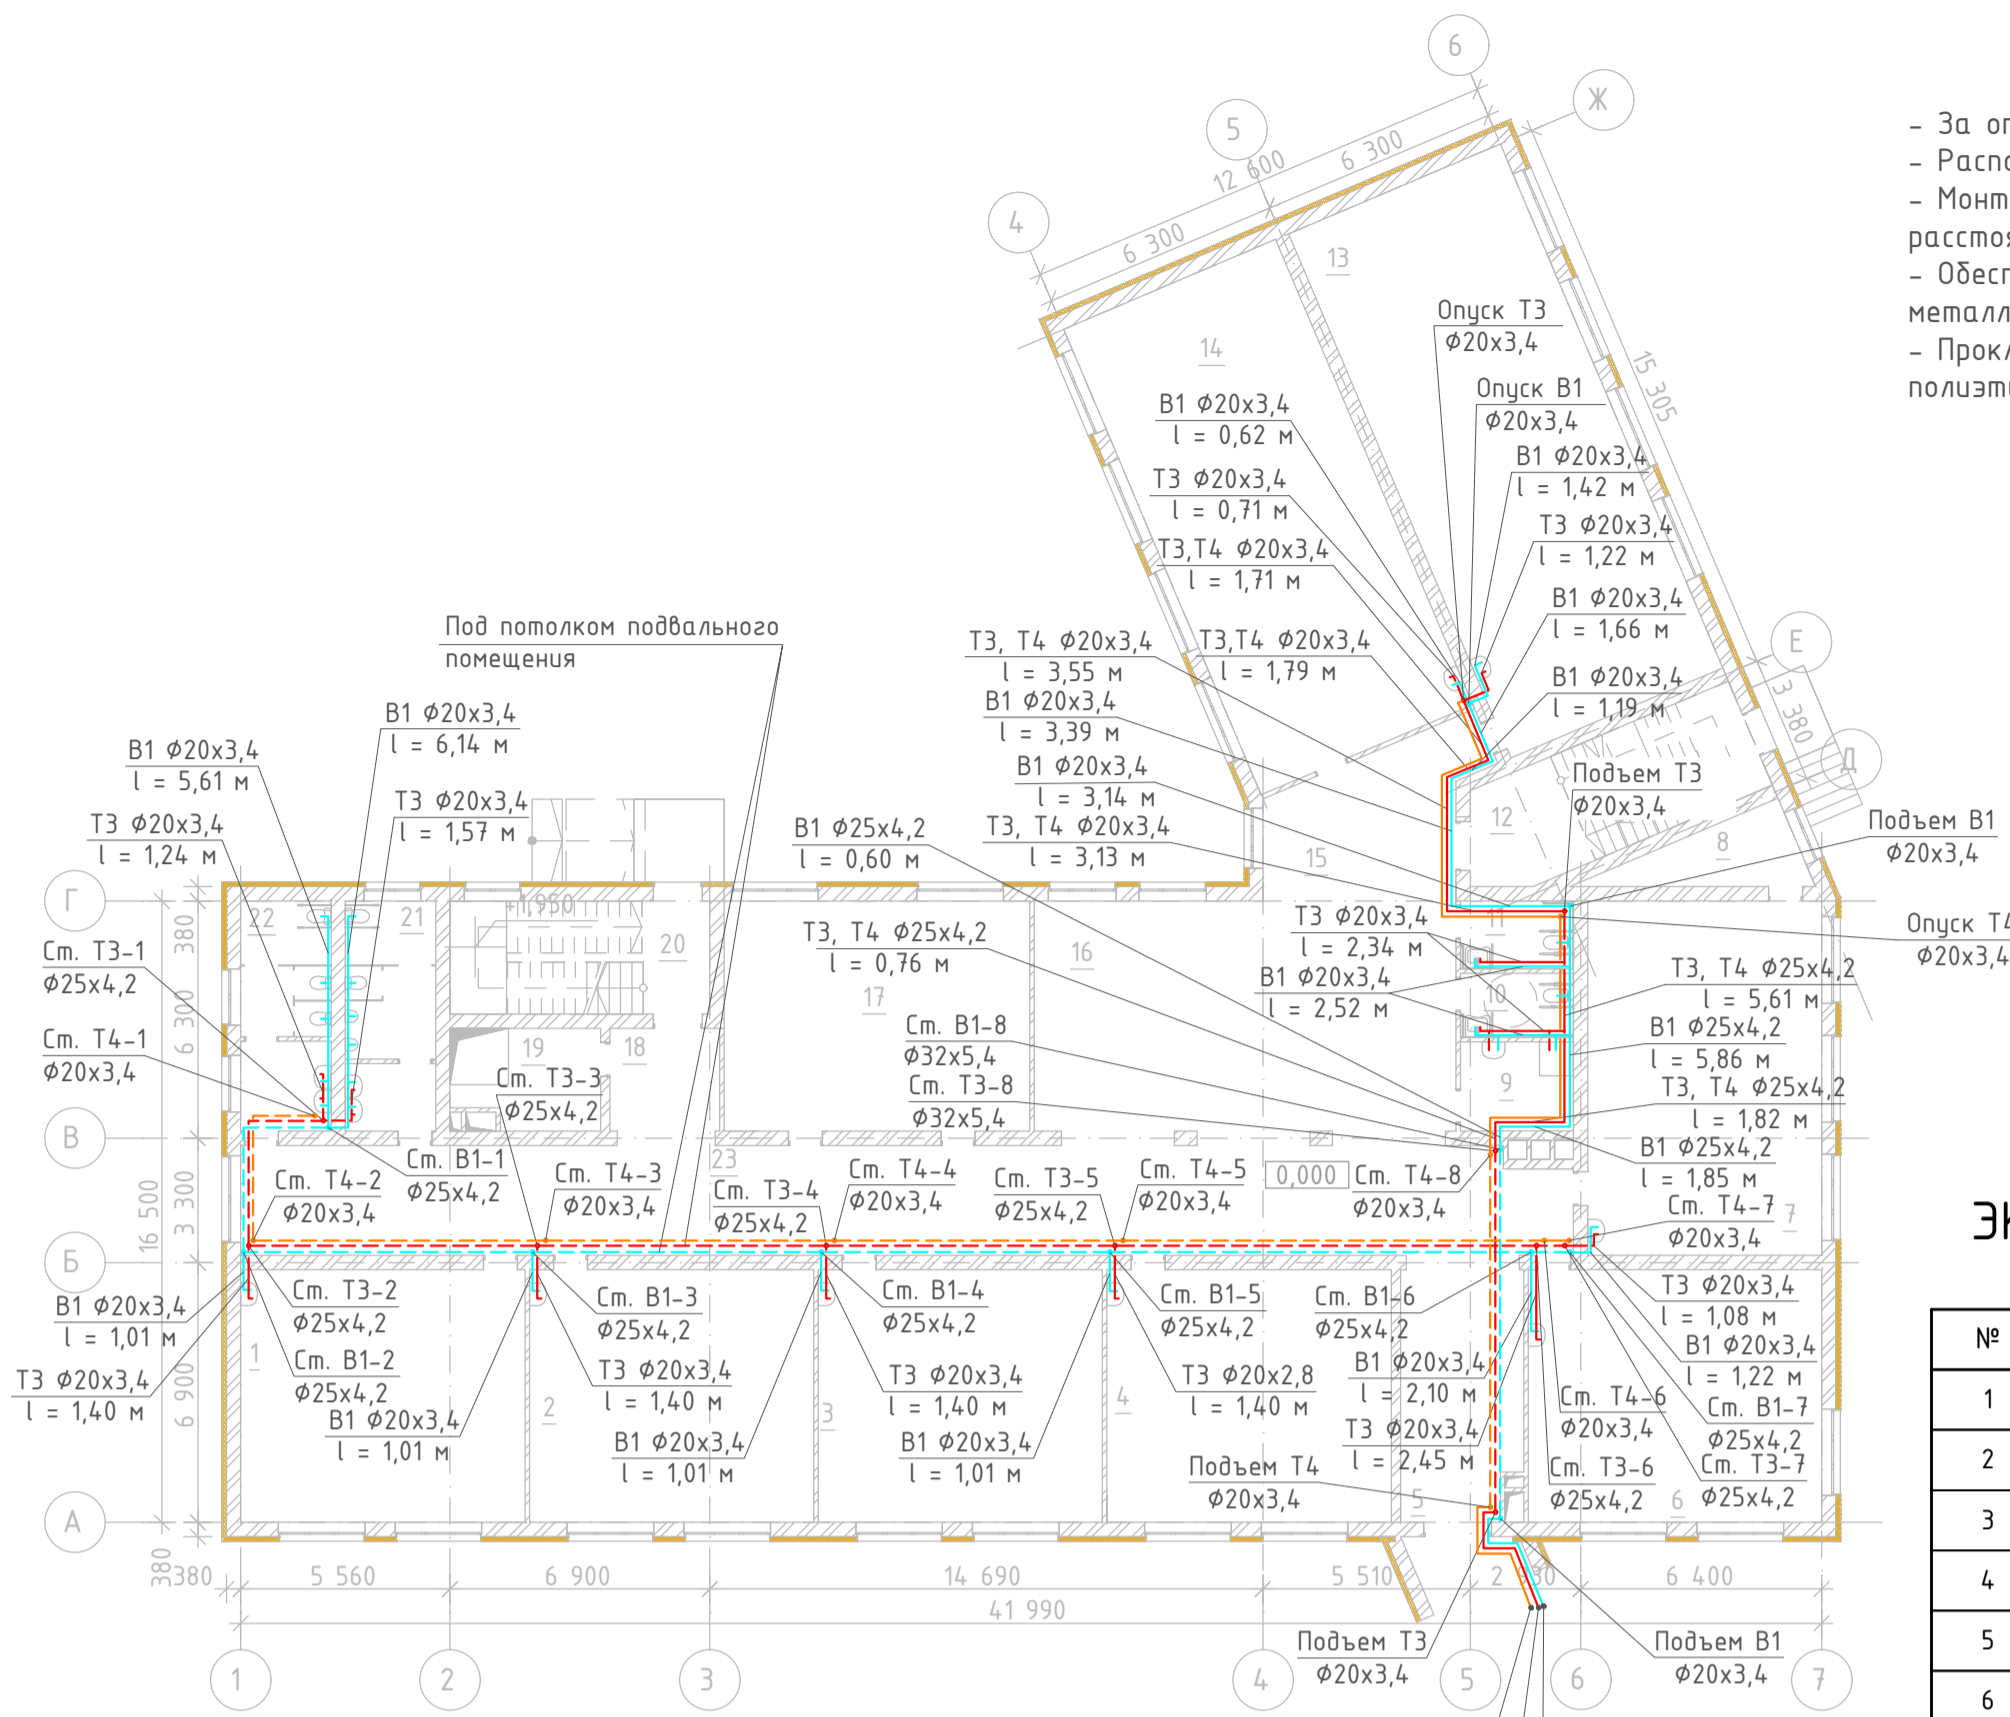 6
Ж
5
12 600
6 300
4
6 300
13
14
15 305
Опуск Т3
Ф20х3,4
Опуск В1
Ф20х3,4
В1 Ф20х3,4
l = 0,62 м
В1 Ф20х3,4
l = 1,42 м
Т3 Ф20х3,4
l = 0,71 м
Т3 Ф20х3,4
l = 1,22 м
Т3,Т4 Ф20х3,4
l = 1,71 м
В1 Ф20х3,4
l = 1,66 м
Т3, Т4 Ф20х3,4
l = 3,55 м
Т3,Т4 Ф20х3,4
l = 1,79 м
Е
В1 Ф20х3,4
l = 1,19 м
3 380
Д
В1 Ф20х3,4
l = 3,39 м
В1 Ф20х3,4
l = 3,14 м
Т3, Т4 Ф20х3,4
l = 3,13 м
Подъем Т3
Ф20х3,4
Подъем В1
Ф20х3,4
12
8
15
- За
- Расп
- Монт
расстоя
- Обесп
металл
- Прокл
полиэт
Под потолком подвального
помещения
В1 Ф20х3,4
l = 6,14 м
В1 Ф20х3,4
l = 5,61 м
Т3 Ф20х3,4
l = 1,57 м
Т3 Ф20х3,4
l = 1,24 м
В1 Ф25х4,2
l = 0,60 м
Г
380
22
21
+1,950
20
Ст. Т3-1
Ф25х4,2
Ст. Т4-1
Ф20х3,4
6 300
19
18
17
16
Т3, Т4 Ф25х4,2
l = 0,76 м
Ст. В1-8
Ф32х5,4
Ст. Т3-8
Ф32х5,4
Т3 Ф20х3,4
l = 2,34 м
В1 Ф20х3,4
l = 2,52 м
11
10
9
Опуск Т4
Ф20х3,4
Т3, Т4 Ф25х4,2
l = 5,61 м
В1 Ф25х4,2
l = 5,86 м
Т3, Т4 Ф25х4,2
l = 1,82 м
В1 Ф25х4,2
l = 1,85 м
Ст. Т3-3
Ф25х4,2
В
3 300
16 500
Ст. Т4-2
Ф20х3,4
Ст. В1-1
Ф25х4,2
Ст. Т4-3
Ф20х3,4
23
Ст. Т3-4
Ф25х4,2
Ст. Т4-4
Ф20х3,4
Ст. Т3-5
Ф25х4,2
Ст. Т4-5
Ф20х3,4
0,000
Ст. Т4-8
Ф20х3,4
Ст. Т4-7
Ф20х3,4
7
Б
В1 Ф20х3,4
l = 1,01 м
Т3 Ф20х3,4
l = 1,40 м
6 900
1
Ст. Т3-2
Ф25х4,2
Ст. В1-2
Ф25х4,2
В1 Ф20х3,4
l = 1,01 м
2
Ст. В1-3
Ф25х4,2
Т3 Ф20х3,4
l = 1,40 м
В1 Ф20х3,4
l = 1,01 м
3
Ст. В1-4
Ф25х4,2
Т3 Ф20х3,4
l = 1,40 м
В1 Ф20х3,4
l = 1,01 м
4
Ст. В1-5
Ф25х4,2
Т3 Ф20х2,8
l = 1,40 м
Ст. В1-6
Ф25х4,2
В1 Ф20х3,4
l = 2,10 м
Т3 Ф20х3,4
l = 2,45 м
Подъем Т4
Ф20х3,4
5
Т3 Ф20х3,4
l = 1,08 м
В1 Ф20х3,4
l = 1,22 м
Ст. Т4-6
Ф20х3,4
Ст. В1-7
Ф25х4,2
Ст. Т3-6
Ф25х4,2
Ст. Т3-7
Ф25х4,2
6
А
380
380
5 560
6 900
14 690
5 510
6 400
41 990
Подъем Т3
Ф20х3,4
Подъем В1
Ф20х3,4
1
2
3
4
5
6
7
Эк
№
1
2
3
4
5
6